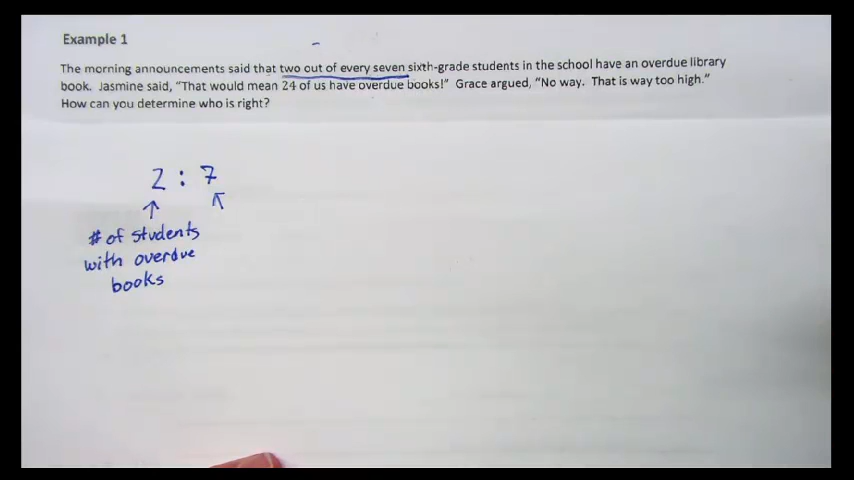 Example 1
The morning announcements said that two out of every seven sixth-grade students in the school have an overdue library
book. Jasmine said, “That would mean 24 of us have overdue books!” Grace argued, “No way. That is way too high.”
How can you determine who is right?
2 : 7
# of students
with overdue
books